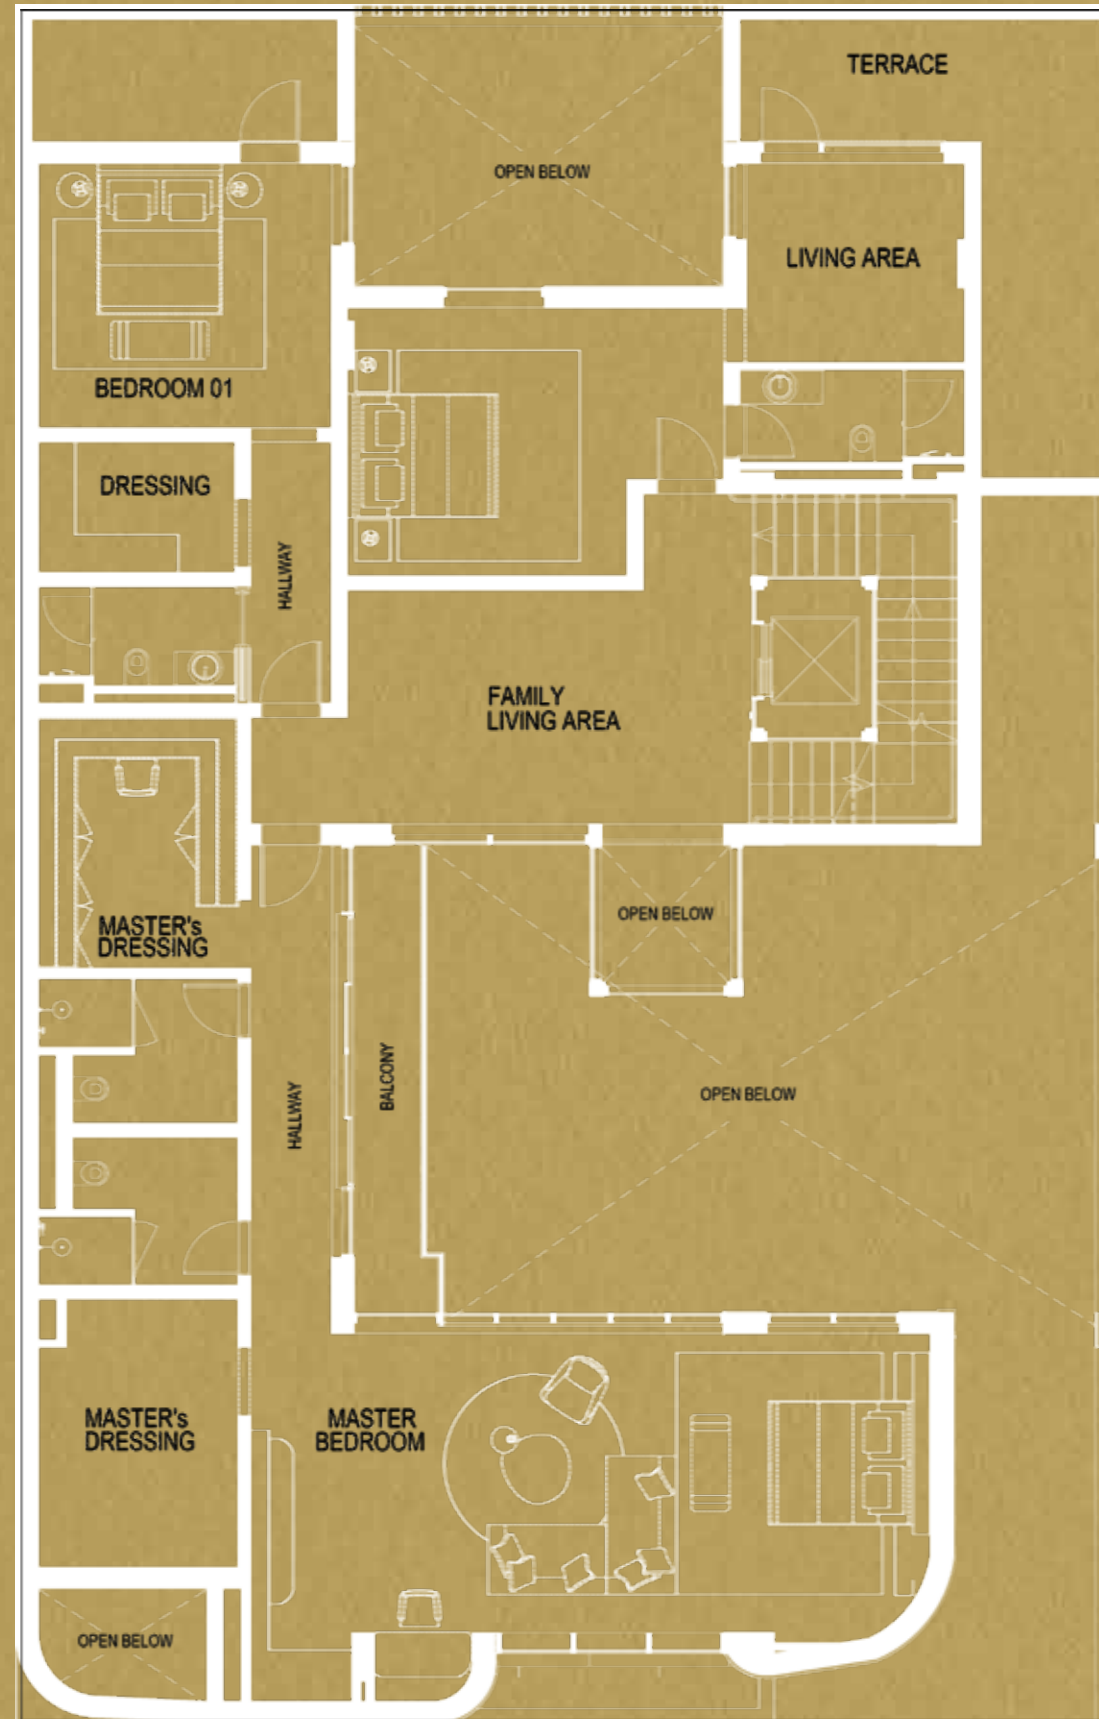 TERRACE
OPEN BELOW
LIVING AREA
BEDROOM 01
DRESSING
HALLWAY
FAMILY
LIVING AREA
MASTER's
DRESSING
OPEN BELOW
BALCONY
HALLWAY
OPEN BELOW
MASTER's
DRESSING
MASTER
BEDROOM
OPEN BELOW